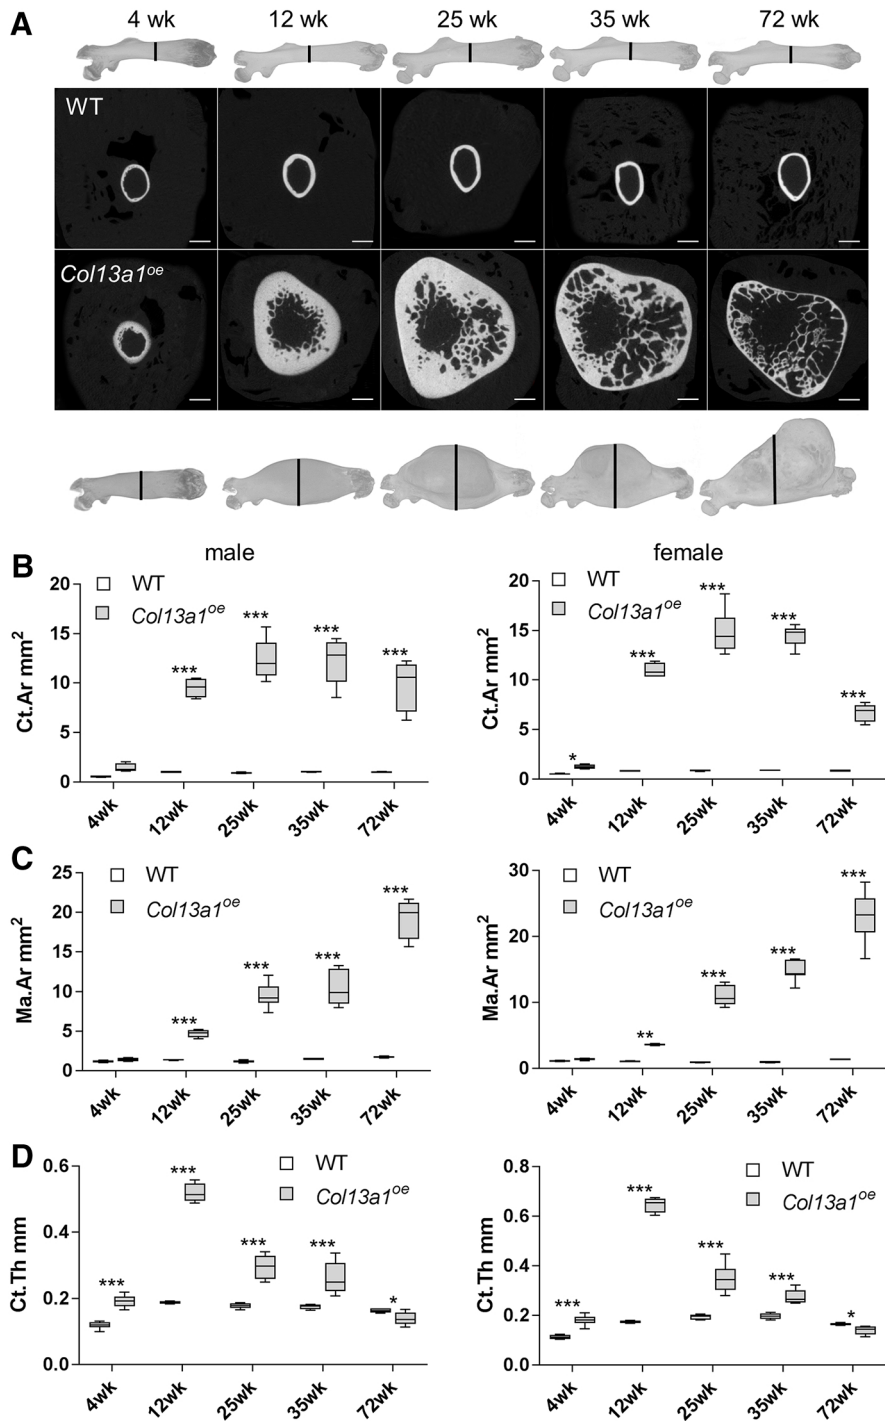 A 4 wk 12 wk 25 wk 35 wk 72 wk
WT
Col13a1oe
B male female
20 WT
Col13a1oe
***
15
***
10
5
0
Ct.Ar mm2
4wk 12wk 25wk 35wk 72wk
20 WT
Col13a1oe
***
15
***
10
5
*
0
Ct.Ar mm2
4wk 12wk 25wk 35wk 72wk
C
25 WT
Col13a1oe
***
20
15
***
10
***
5
0
Ma.Ar mm2
4wk 12wk 25wk 35wk 72wk
30 WT
Col13a1oe
***
20
***
10
**
0
Ma.Ar mm2
4wk 12wk 25wk 35wk 72wk
D
0.6 WT
Col13a1oe
***
0.4
***
0.2
*
0.0
Ct.Th mm
4wk 12wk 25wk 35wk 72wk
0.8 WT
Col13a1oe
***
0.6
0.4
***
0.2
*
0.0
Ct.Th mm
4wk 12wk 25wk 35wk 72wk